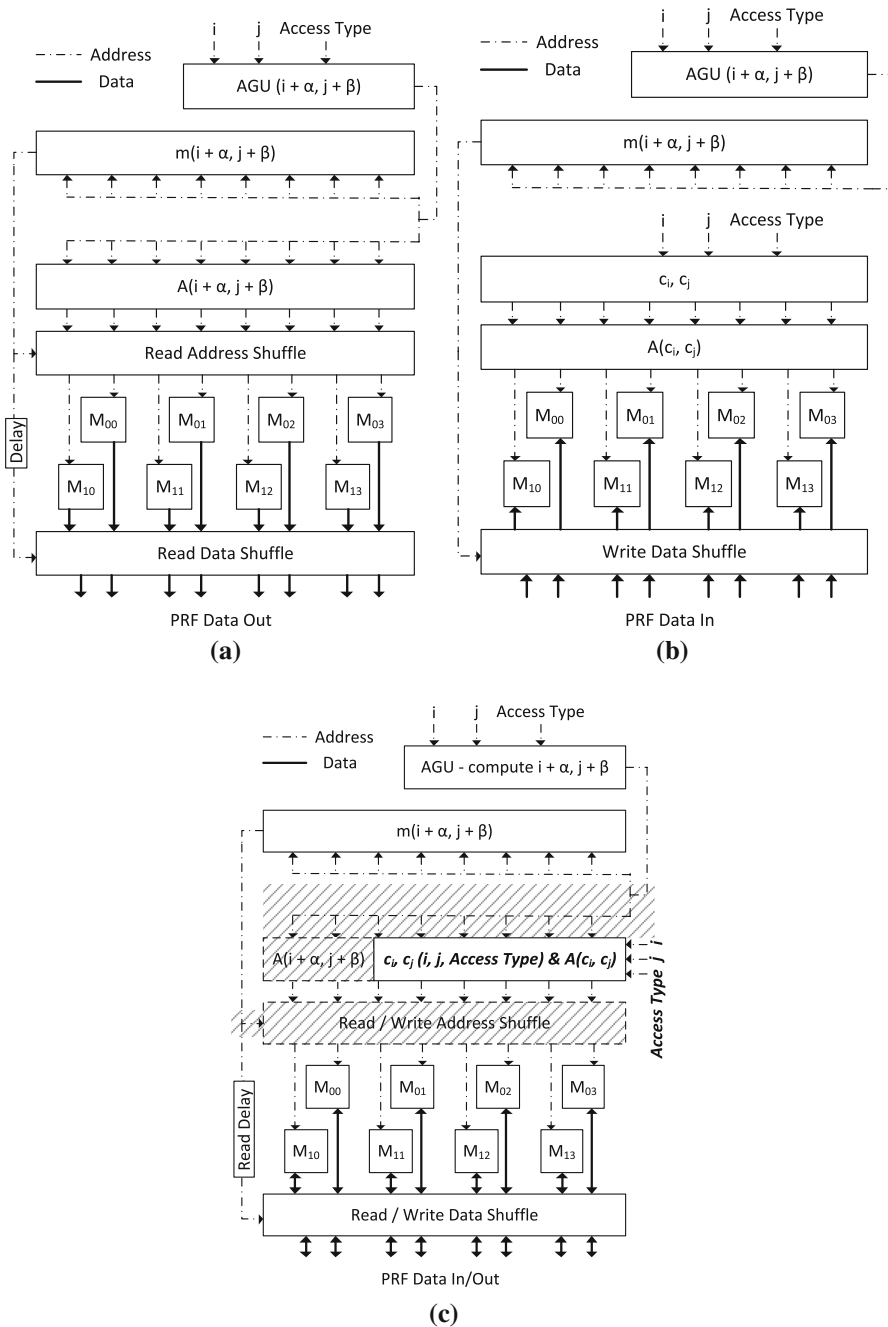 i j Access Type
Address
Data
AGU (i + α, j + β)
m(i + α, j + β)
A(i + α, j + β)
Read Address Shuffle
Delay
M00 M01 M02 M03
M10 M11 M12 M13
Read Data Shuffle
PRF Data Out
(a)
i j Access Type
Address
Data
AGU (i + α, j + β)
m(i + α, j + β)
i j Access Type
ci, cj
A(ci, cj)
M00 M01 M02 M03
M10 M11 M12 M13
Write Data Shuffle
PRF Data In
(b)
i j Access Type
Address
Data
AGU - compute i + α, j + β
m(i + α, j + β)
A(i + α, j + β)
ci, cj (i, j, Access Type) & A(ci, cj)
i
j
Access Type
Read / Write Address Shuffle
Read Delay
M00 M01 M02 M03
M10 M11 M12 M13
Read / Write Data Shuffle
PRF Data In/Out
(c)